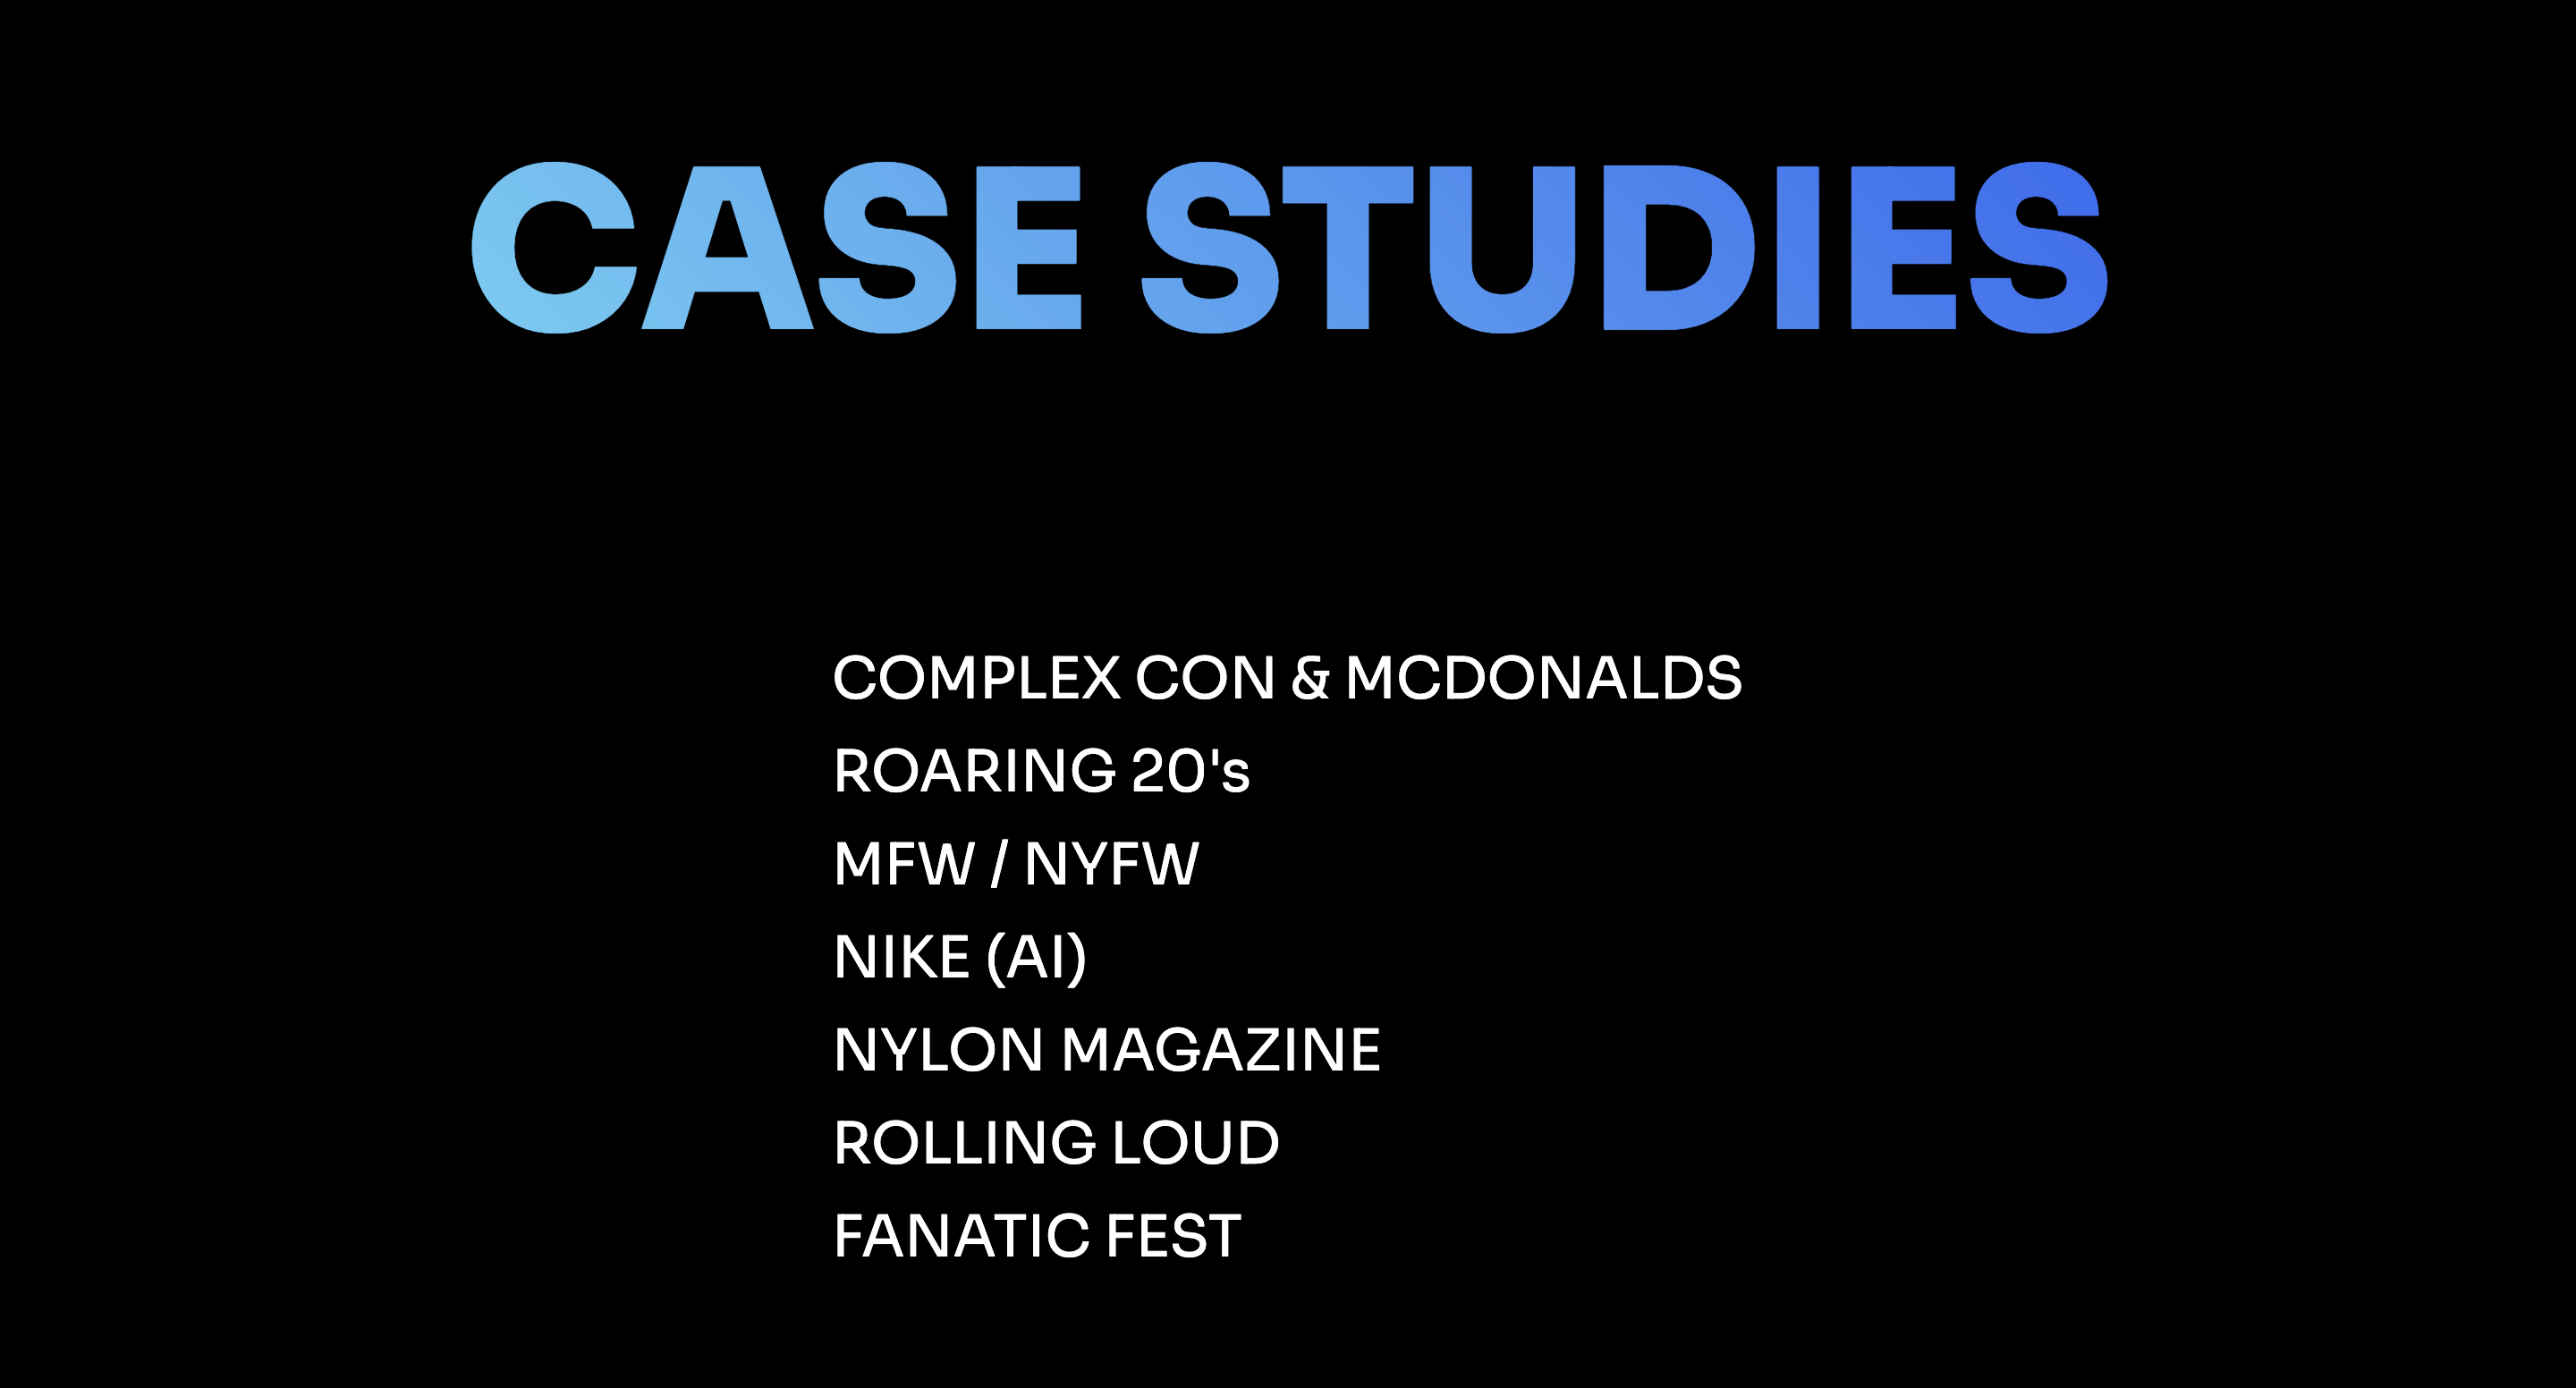 CASE STUDIES
COMPLEX CON & MCDONALDS
ROARING 20's
MFW / NYFW
NIKE (AI)
NYLON MAGAZINE
ROLLING LOUD
FANATIC FEST